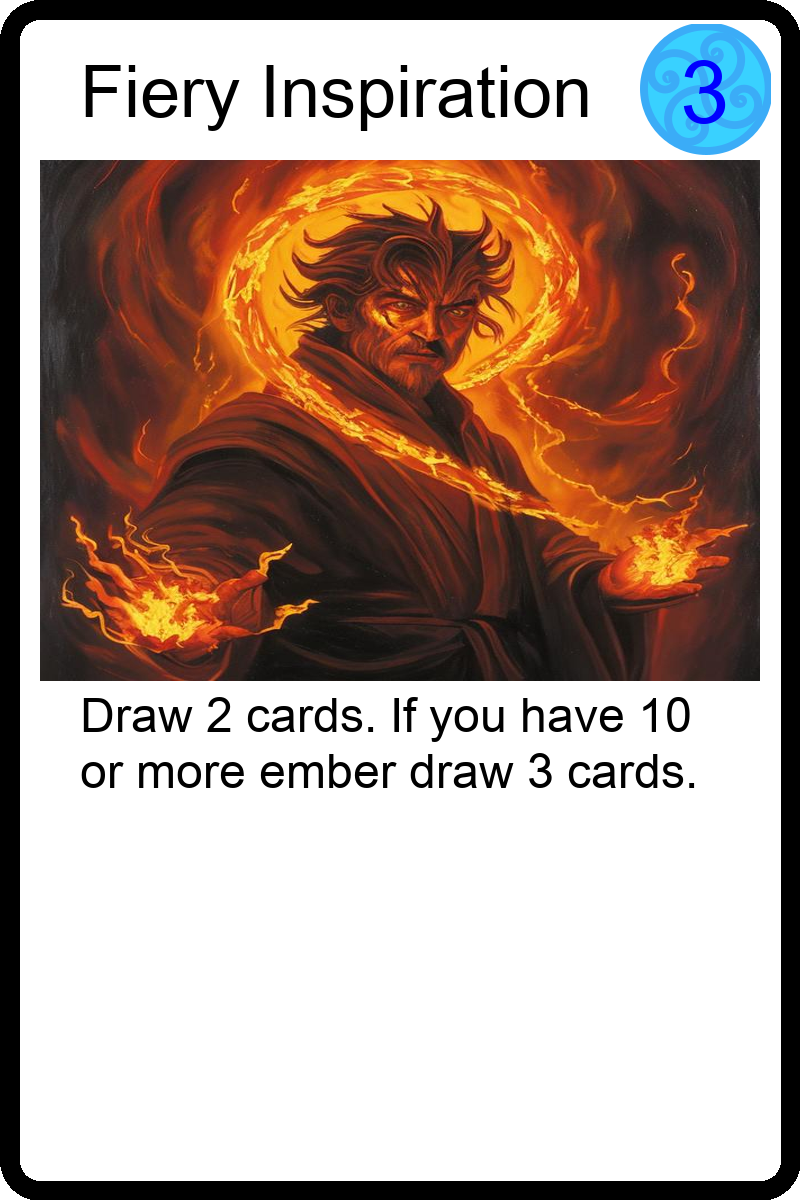 Fiery Inspiration
3
Draw 2 cards. If you have 10
or more ember draw 3 cards.